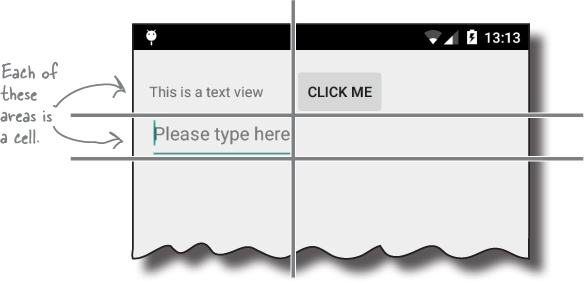 13:13
Each of
these
areas is
a cell.
This is a text view
CLICK ME
Please type here